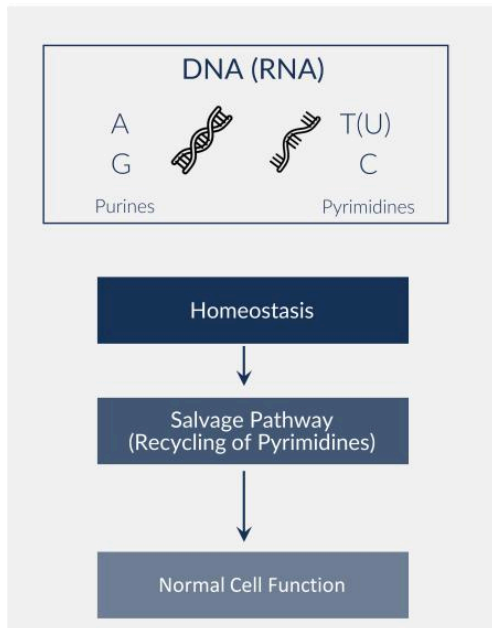 DNA (RNA)
A
T(U)
G
C
Purines
Pyrimidines
Homeostasis
Salvage Pathway
(Recycling of Pyrimidines)
Normal Cell Function